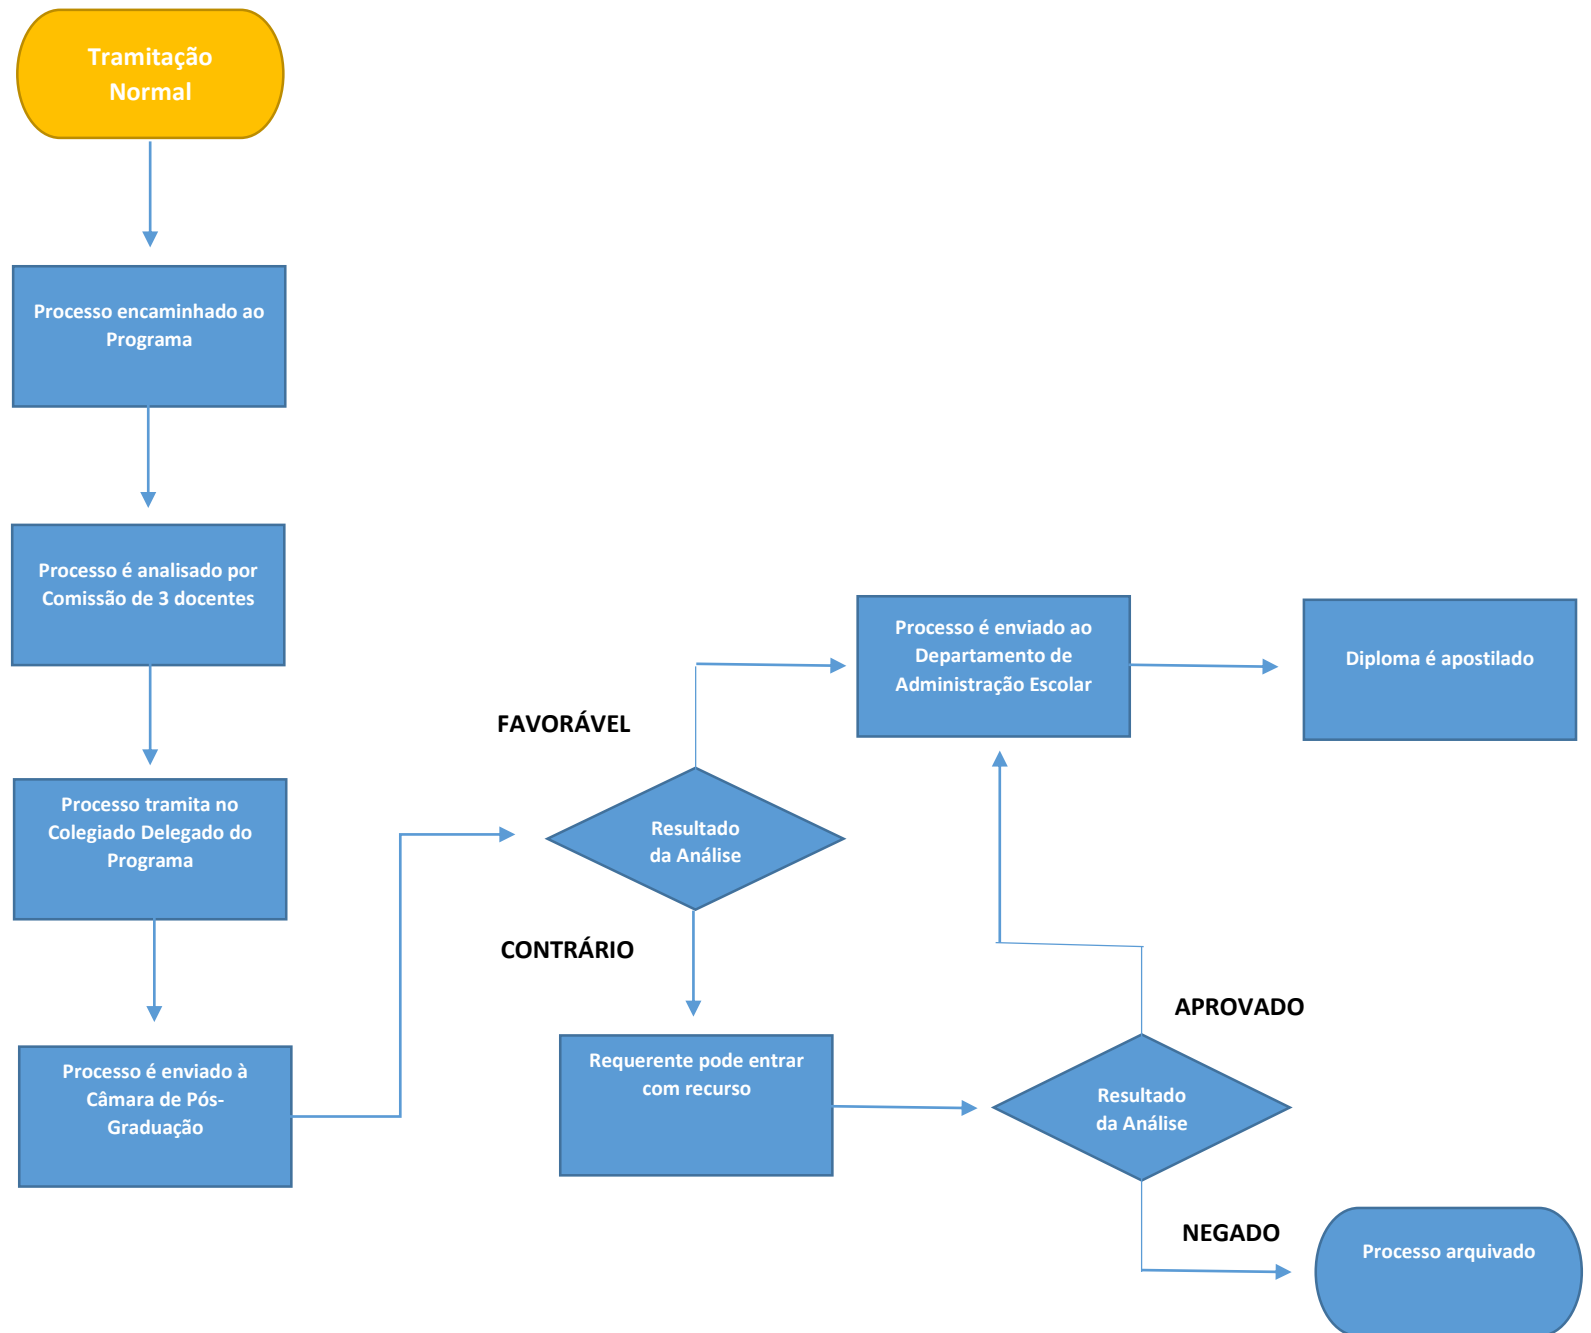 Tramitação
Normal
Processo encaminhado ao
Programa
Processo é analisado por
Comissão de 3 docentes
Processo tramita no
Colegiado Delegado do
Programa
Processo é enviado à
Câmara de Pós-
Graduação
FAVORÁVEL
Resultado
da Análise
CONTRÁRIO
Requerente pode entrar
com recurso
Processo é enviado ao
Departamento de
Administração Escolar
Diploma é apostilado
APROVADO
Resultado
da Análise
NEGADO
Processo arquivado